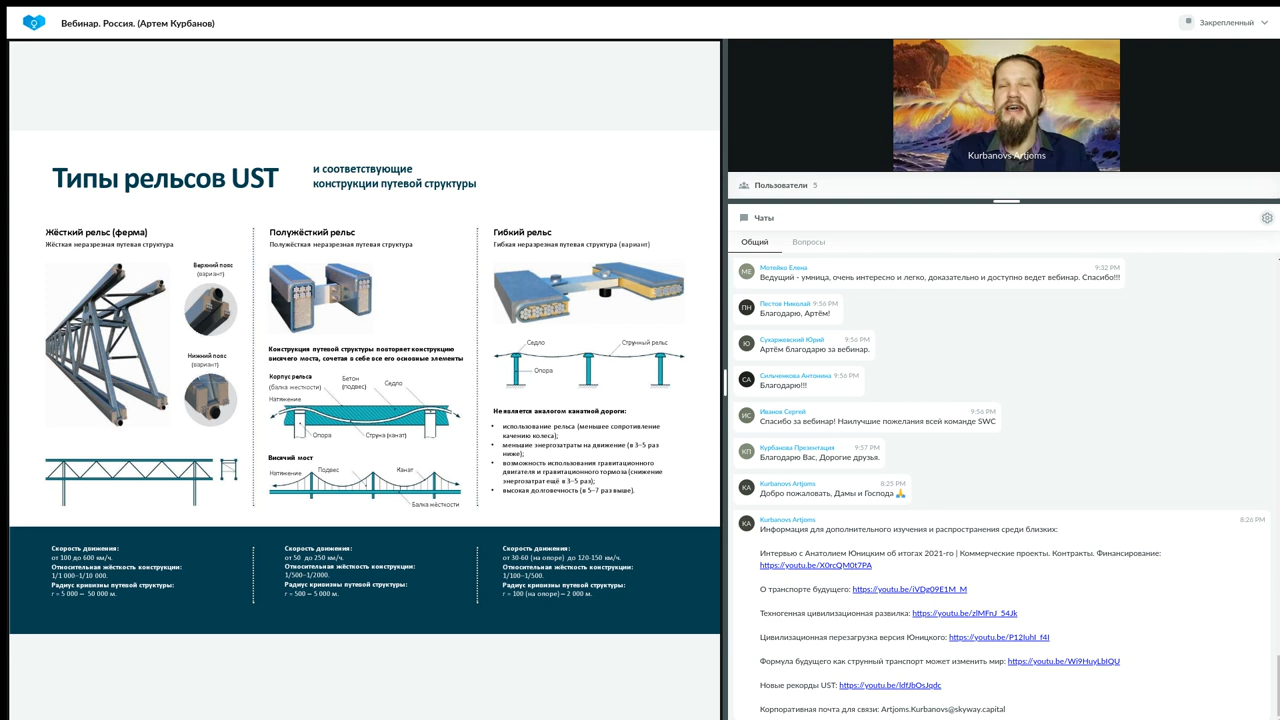 Вебинар. Россия. (Артем Курбанов)
Закрепленный
Типы рельсов UST
и соответствующие
конструкции путевой структуры
Жёсткий рельс (ферма)
Жёсткая неразрезная путевая структура
Верхний пояс
(вариант)
Нижний пояс
(вариант)
Полужёсткий рельс
Полужёсткая неразрезная путевая структура
Конструкция путевой структуры повторяет конструкцию
висячего моста, сочетая в себе все его основные элементы
Корпус рельса
(балка жёсткости)
Бетон
(подвес)
Седло
Натяжение
Опора
Струна (канат)
Висячий мост
Натяжение
Подвес
Канат
Балка жёсткости
Гибкий рельс
Гибкая неразрезная путевая структура (вариант)
Седло
Струнный рельс
Опора
Не является аналогом канатной дороги:
• использование рельса (меньшее сопротивление
качению колеса);
• меньшие энергозатраты на движение (в 3–5 раз
ниже);
• возможность использования гравитационного
двигателя и гравитационного тормоза (снижение
энергозатрат ещё в 3–5 раз);
• высокая долговечность (в 5–7 раз выше).
Скорость движения:
от 100 до 600 км/ч.
Относительная жёсткость конструкции:
1/1 000–1/10 000.
Радиус кривизны путевой структуры:
r = 5 000 – 50 000 м.
Скорость движения:
от 50 до 250 км/ч.
Относительная жёсткость конструкции:
1/500–1/2000.
Радиус кривизны путевой структуры:
r = 500 – 5 000 м.
Скорость движения:
от 30-60 (на опоре) до 120-150 км/ч.
Относительная жёсткость конструкции:
1/100–1/500.
Радиус кривизны путевой структуры:
r = 100 (на опоре) – 2 000 м.
Kurbanovs Artjoms
Пользователи 5
Чаты
Общий Вопросы
МЕ Мотейко Елена 9:32 PM
Ведущий - умница, очень интересно и легко, доказательно и доступно ведет вебинар. Спасибо!!!
ПН Пестов Николай 9:56 PM
Благодарю, Артём!
Ю Сухаржевский Юрий 9:56 PM
Артём благодарю за вебинар.
СА Сильченкова Антонина 9:56 PM
Благодарю!!!
ИС Иванов Сергей 9:56 PM
Спасибо за вебинар! Наилучшие пожелания всей команде SWC
КП Курбанова Презентация 9:57 PM
Благодарю Вас, Дорогие друзья.
KA Kurbanovs Artjoms 8:25 PM
Добро пожаловать, Дамы и Господа 🙏
KA Kurbanovs Artjoms 8:26 PM
Информация для дополнительного изучения и распространения среди близких:
Интервью с Анатолием Юницким об итогах 2021-го | Коммерческие проекты. Контракты. Финансирование:
https://youtu.be/X0rcQM0t7PA
О транспорте будущего: https://youtu.be/iVDg09E1M_M
Техногенная цивилизационная развилка: https://youtu.be/zlMFnJ_54Jk
Цивилизационная перезагрузка версия Юницкого: https://youtu.be/P12IuhI_f4I
Формула будущего как струнный транспорт может изменить мир: https://youtu.be/Wi9HuyLbIQU
Новые рекорды UST: https://youtu.be/ldfJbOsJqdc
Корпоративная почта для связи: Artjoms.Kurbanovs@skyway.capital